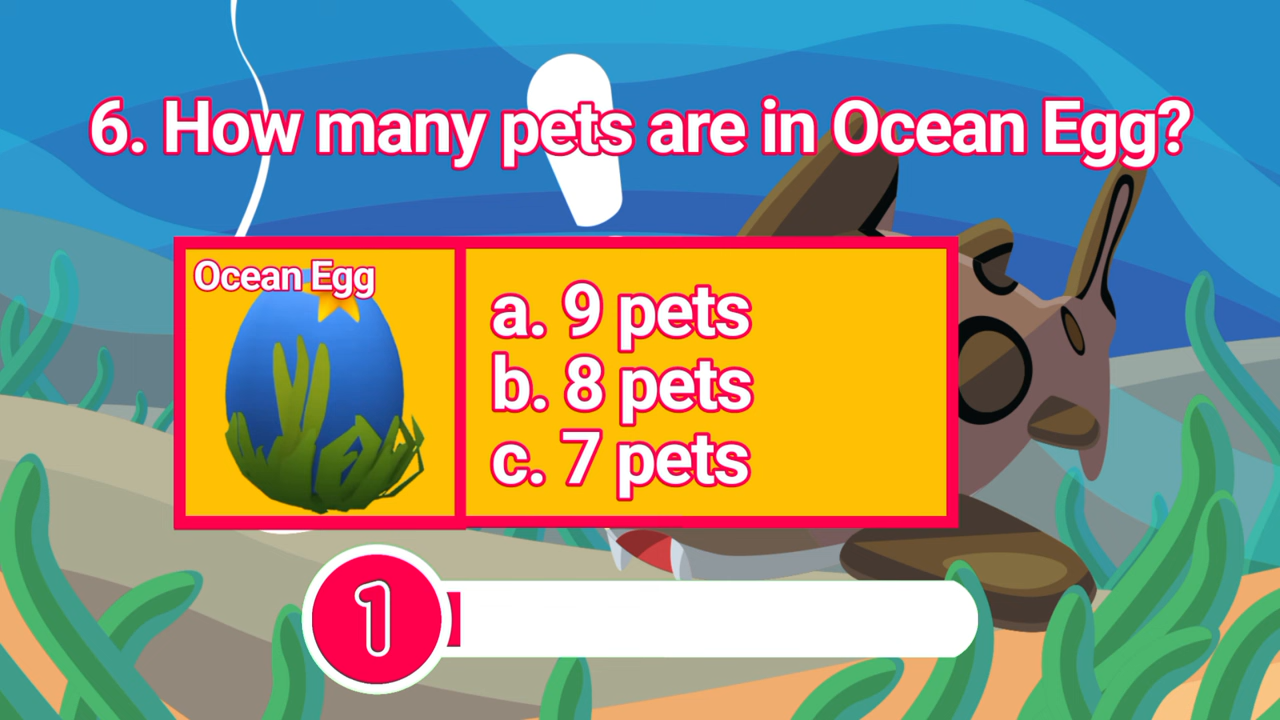 6. How many pets are in Ocean Egg?
Ocean Egg
a. 9 pets
b. 8 pets
c. 7 pets
1